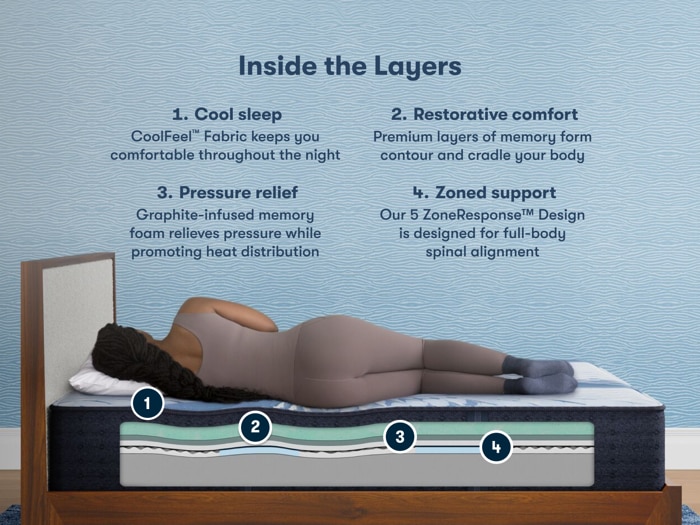 Inside the Layers
1. Cool sleep
CoolFeel™ Fabric keeps you
comfortable throughout the night
2. Restorative comfort
Premium layers of memory form
contour and cradle your body
3. Pressure relief
Graphite-infused memory
foam relieves pressure while
promoting heat distribution
4. Zoned support
Our 5 ZoneResponse™ Design
is designed for full-body
spinal alignment
1
2
3
4